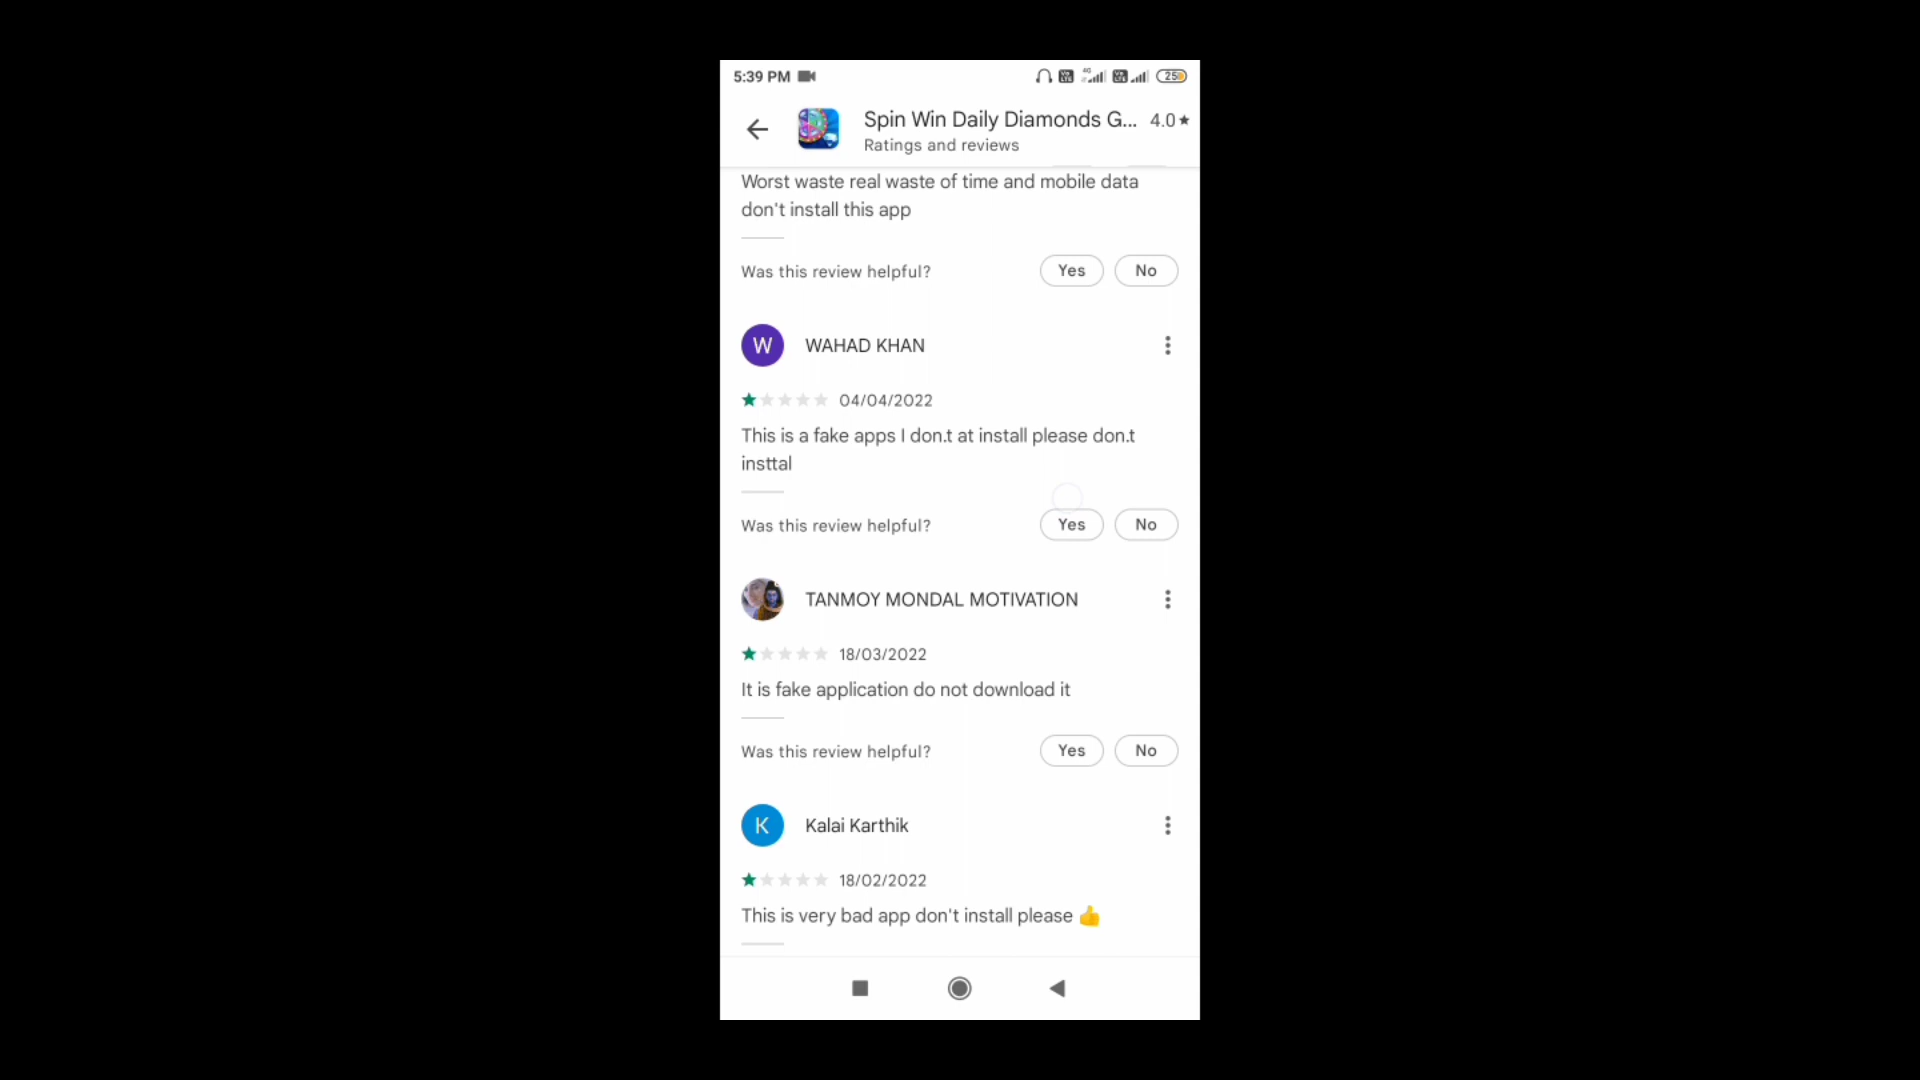 5:39 PM
25
Spin Win Daily Diamonds G... 4.0★
Ratings and reviews
Worst waste real waste of time and mobile data
don't install this app
Was this review helpful? Yes No
W WAHAD KHAN
04/04/2022
This is a fake apps I don.t at install please don.t
insttal
Was this review helpful? Yes No
TANMOY MONDAL MOTIVATION
18/03/2022
It is fake application do not download it
Was this review helpful? Yes No
K Kalai Karthik
18/02/2022
This is very bad app don't install please 👍